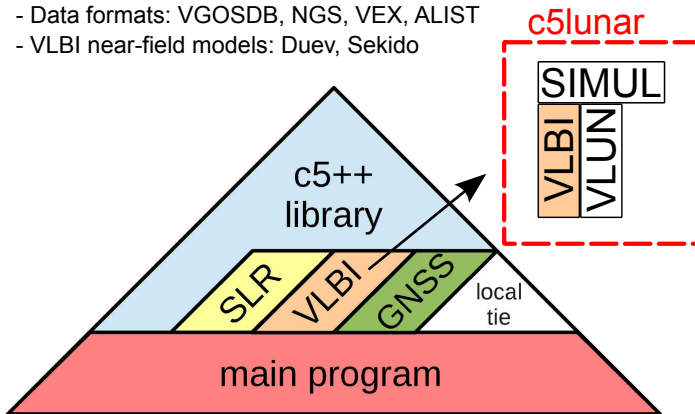 - Data formats: VGOSDB, NGS, VEX, ALIST
- VLBI near-field models: Duev, Sekido
c5lunar
SIMUL
VLBI
VLUN
c5++
library
SLR
VLBI
GNSS
local
tie
main program